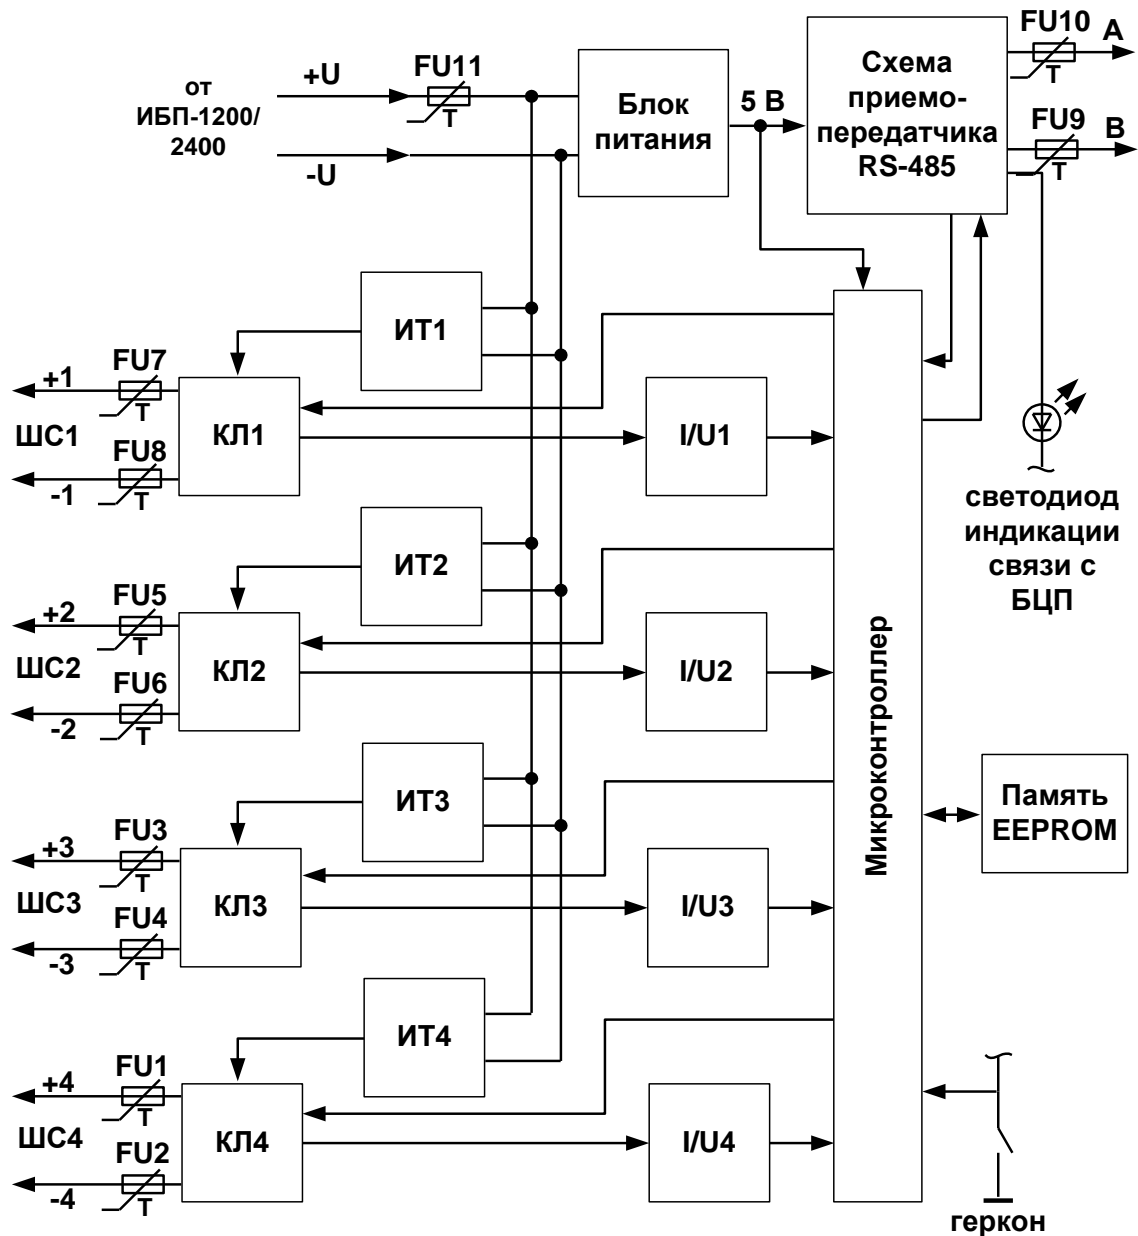 от
ИБП-1200/
2400
+U
-U
FU11
T
Блок
питания
5 В
Схема
приемо-
передатчика
RS-485
FU10
A
T
FU9
B
T
ИТ1
FU7
+1
T
ШС1
FU8
-1
T
КЛ1
I/U1
светодиод
индикации
связи с
БЦП
ИТ2
FU5
+2
T
ШС2
FU6
-2
T
КЛ2
I/U2
Микроконтроллер
ИТ3
FU3
+3
T
ШС3
FU4
-3
T
КЛ3
I/U3
Память
EEPROM
ИТ4
FU1
+4
T
ШС4
FU2
-4
T
КЛ4
I/U4
геркон